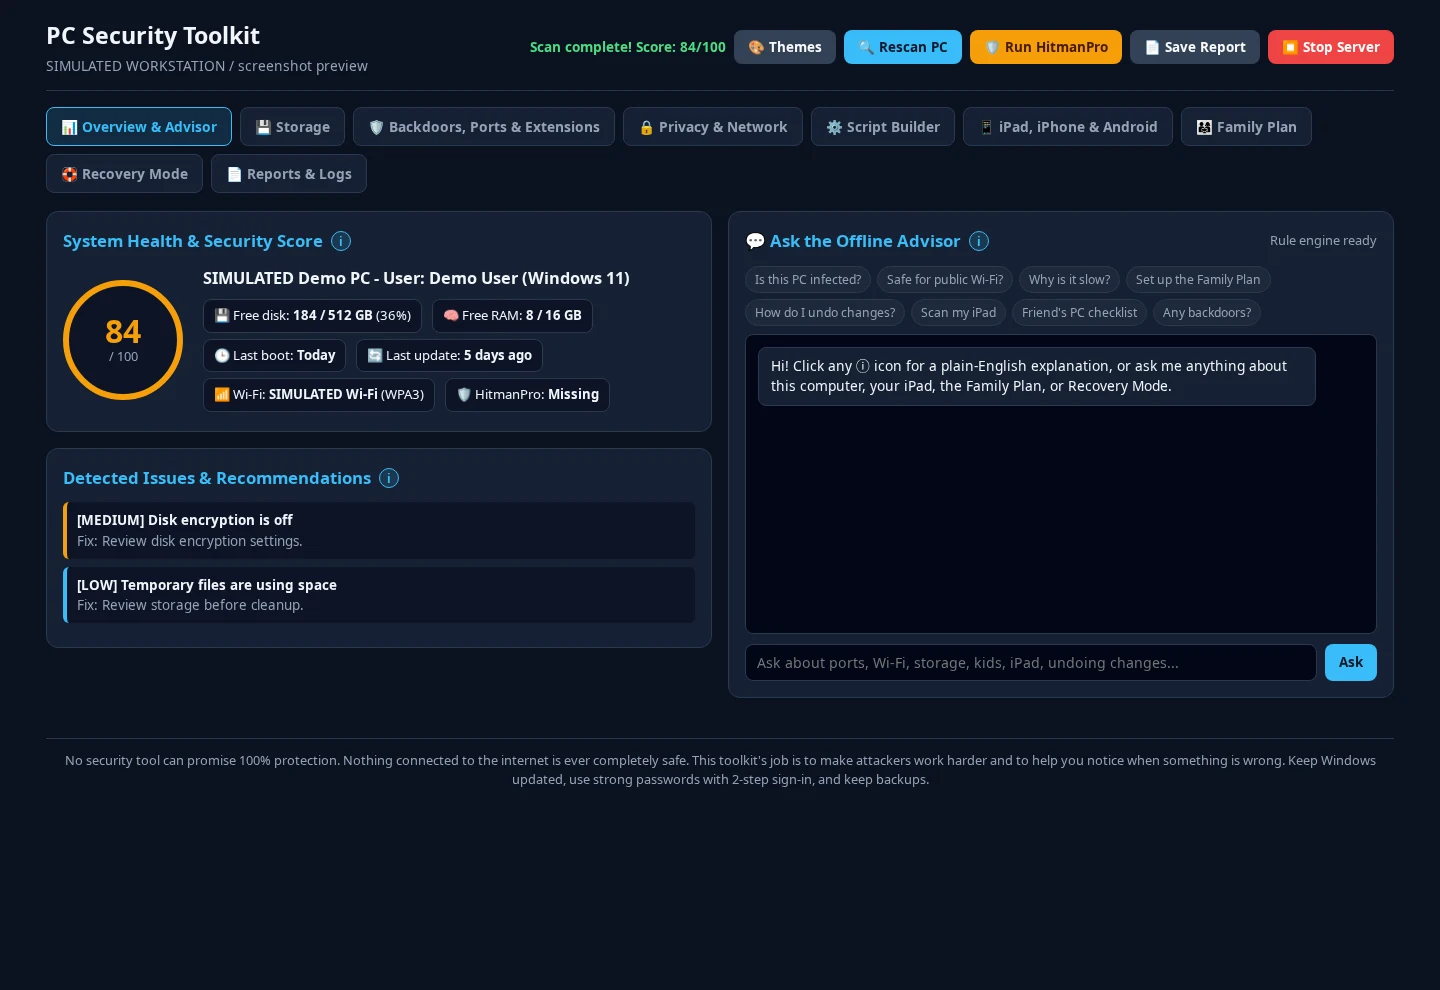 PC Security Toolkit
SIMULATED WORKSTATION / screenshot preview
Scan complete! Score: 84/100
🎨 Themes
🔍 Rescan PC
🛡️ Run HitmanPro
📄 Save Report
⏹️ Stop Server
📊 Overview & Advisor
💾 Storage
🛡️ Backdoors, Ports & Extensions
🔒 Privacy & Network
⚙️ Script Builder
📱 iPad, iPhone & Android
👨‍👩‍👧 Family Plan
🛟 Recovery Mode
📄 Reports & Logs
System Health & Security Score i
84
/ 100
SIMULATED Demo PC - User: Demo User (Windows 11)
💾 Free disk: 184 / 512 GB (36%)
🧠 Free RAM: 8 / 16 GB
🕒 Last boot: Today
🔄 Last update: 5 days ago
📶 Wi-Fi: SIMULATED Wi-Fi (WPA3)
🛡️ HitmanPro: Missing
Detected Issues & Recommendations i
[MEDIUM] Disk encryption is off
Fix: Review disk encryption settings.
[LOW] Temporary files are using space
Fix: Review storage before cleanup.
💬 Ask the Offline Advisor i
Rule engine ready
Is this PC infected?
Safe for public Wi-Fi?
Why is it slow?
Set up the Family Plan
How do I undo changes?
Scan my iPad
Friend's PC checklist
Any backdoors?
Hi! Click any ⓘ icon for a plain-English explanation, or ask me anything about
this computer, your iPad, the Family Plan, or Recovery Mode.
Ask about ports, Wi-Fi, storage, kids, iPad, undoing changes...
Ask
No security tool can promise 100% protection. Nothing connected to the internet is ever completely safe. This toolkit's job is to make attackers work harder and to help you notice when something is wrong. Keep Windows
updated, use strong passwords with 2-step sign-in, and keep backups.